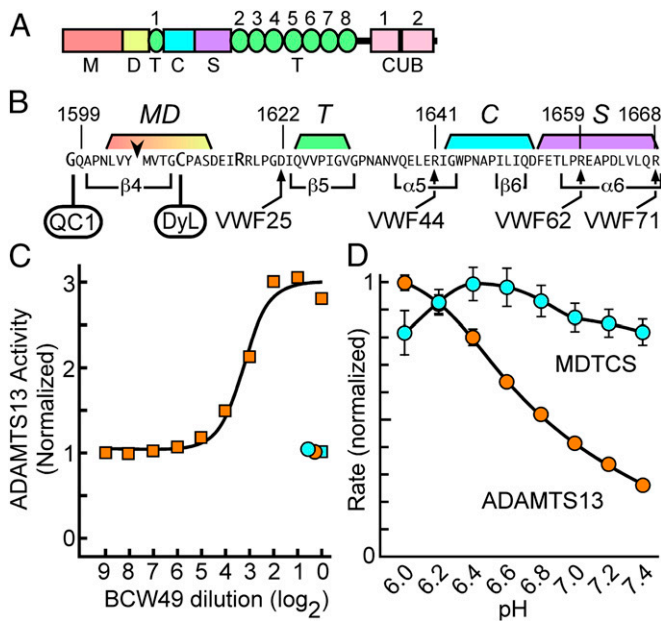 A
1 2 3 4 5 6 7 8 1 2
M D T C S T CUB
B
1599 MD 1622 T 1641 C 1659 S 1668
GQAPNLVYY MVTGCPASDEIRRLPGDIQVVPIGVGPNANVQELERIGWPNAPILIQDFETLPREAPDLVLQR
β4 β5 α5 β6 α6
QC1 DyL VWF25 VWF44 VWF62 VWF71
C
3
2
1
0
ADAMTS13 Activity
(Normalized)
9 8 7 6 5 4 3 2 1 0
BCW49 dilution (log2)
D
1
0
Rate (normalized)
MDTCS
ADAMTS13
6.0 6.2 6.4 6.6 6.8 7.0 7.2 7.4
pH